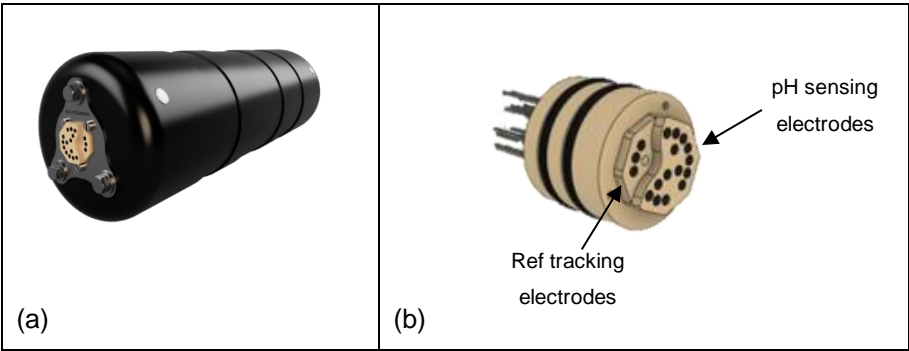 pH sensing
electrodes
Ref tracking
electrodes
(a)
(b)